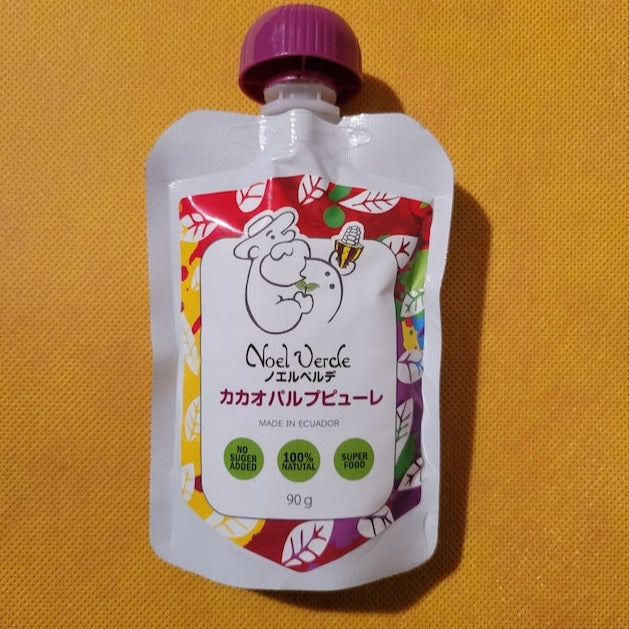 Noel Verde
ノエルベルデ
カカオパルプピューレ
MADE IN ECUADOR
NO
SUGER
ADDED
100%
NATUTAL
SUPER
FOOD
90g